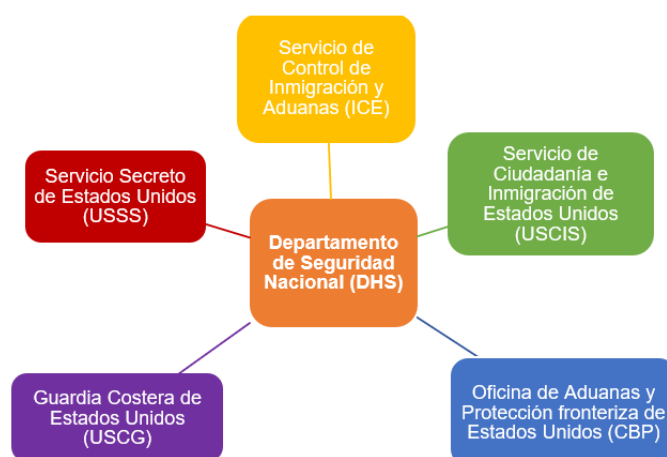 Servicio de
Control de
Inmigración y
Aduanas (ICE)
Servicio Secreto
de Estados Unidos
(USSS)
Servicio de
Ciudadanía e
Inmigración de
Estados Unidos
(USCIS)
Departamento
de Seguridad
Nacional (DHS)
Guardia Costera de
Estados Unidos
(USCG)
Oficina de Aduanas y
Protección fronteriza de
Estados Unidos (CBP)